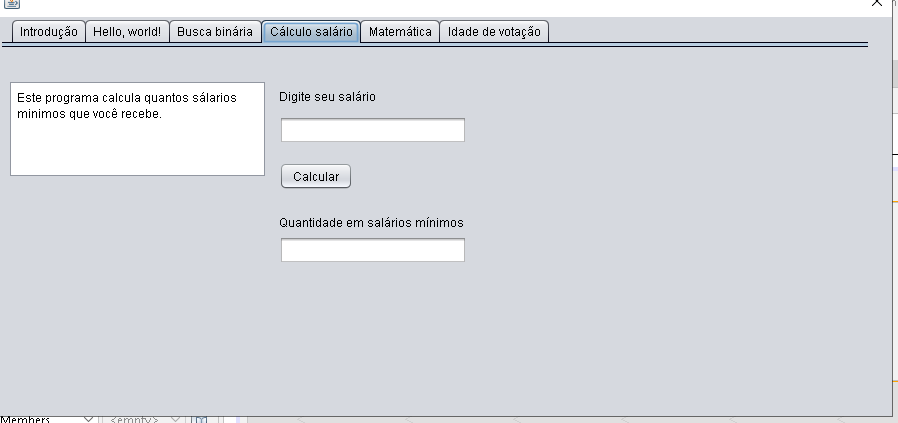 Introdução Hello, world! Busca binária Cálculo salário Matemática Idade de votação
Este programa calcula quantos sálarios
minimos que você recebe.
Digite seu salário
Calcular
Quantidade em salários mínimos
Members <empty>